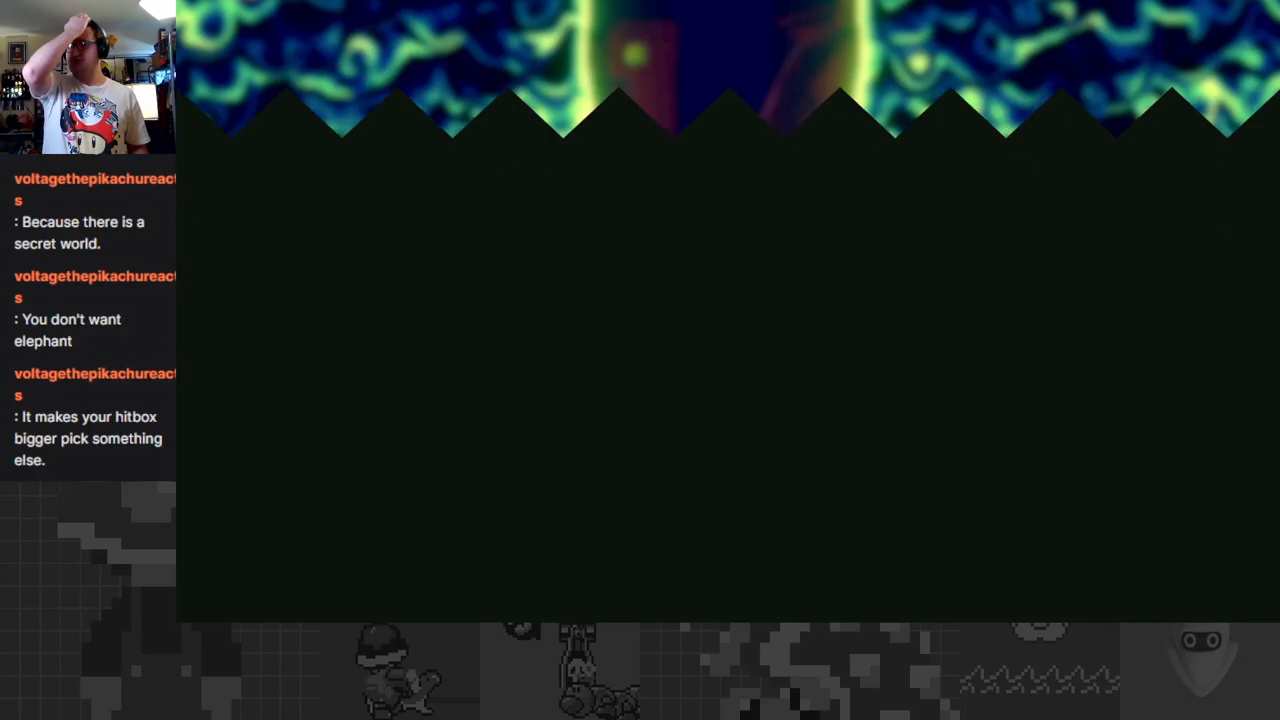 voltagethepikachureact
s
: Because there is a
secret world.
voltagethepikachureact
s
: You don't want
elephant
voltagethepikachureact
s
: It makes your hitbox
bigger pick something
else.